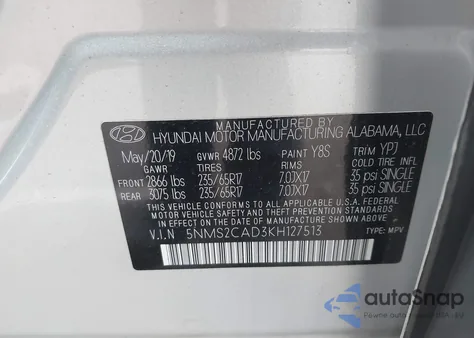 MANUFACTURED BY
HYUNDAI MOTOR MANUFACTURING ALABAMA, LLC
May/20/19 GVWR 4872 lbs PAINT Y8S TRIM YPJ
GAWR TIRES RIMS COLD TIRE INFL
FRONT 2866 lbs 235/65R17 7.0JX17 35 psi SINGLE
REAR 3075 lbs 235/65R17 7.0JX17 35 psi SINGLE
THIS VEHICLE CONFORMS TO ALL APPLICABLE U.S.A. FEDERAL
MOTOR VEHICLE SAFETY, BUMPER, AND THEFT PREVENTION
STANDARDS IN EFFECT ON THE DATE OF MANUFACTURE SHOWN ABOVE.
V.I.N 5NMS2CAD3KH127513
TYPE: MPV
autoSnap